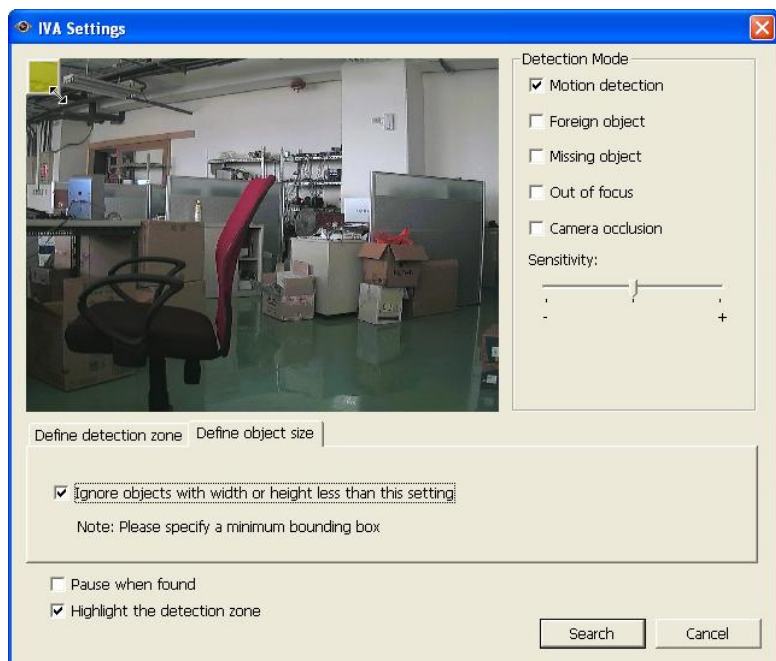 IVA Settings
Detection Mode
Motion detection
Foreign object
Missing object
Out of focus
Camera occlusion
Sensitivity:
- +
Define detection zone Define object size
Ignore objects with width or height less than this setting
Note: Please specify a minimum bounding box
Pause when found
Highlight the detection zone
Search Cancel